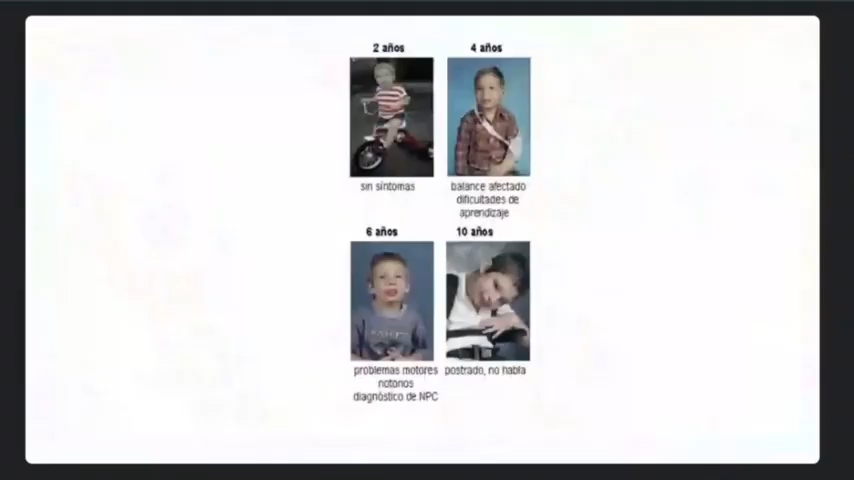 2 años
4 años
sin síntomas
balance afectado
dificultades de
aprendizaje
6 años
10 años
problemas motores
notorios
diagnóstico de NPC
postrado, no habla